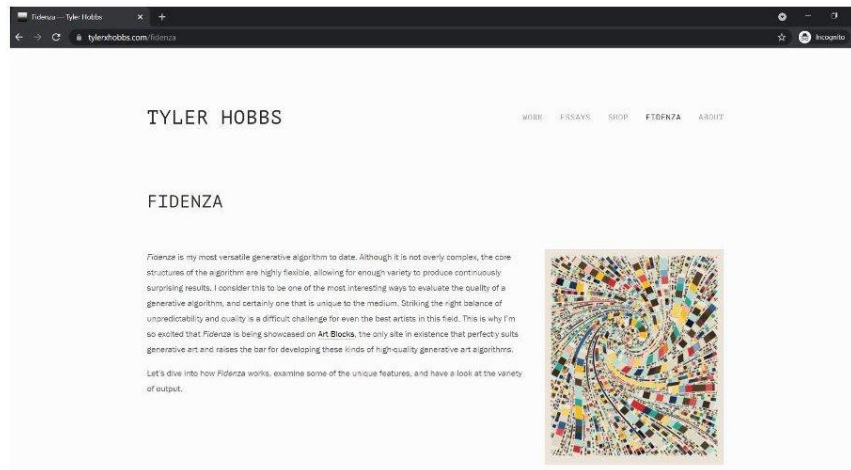 Fidenza — Tyler Hobbs
tylerxhobbs.com/fidenza
Incognito
TYLER HOBBS
WORK ESSAYS SHOP FIDENZA ABOUT
FIDENZA
Fidenza is my most versatile generative algorithm to date. Although it is not overly complex, the core
structures of the algorithm are highly flexible, allowing for enough variety to produce continuously
surprising results. I consider this to be one of the most interesting ways to evaluate the quality of a
generative algorithm, and certainly one that is unique to the medium. Striking the right balance of
unpredictability and quality is a difficult challenge for even the best artists in this field. This is why I'm
so excited that Fidenza is being showcased on Art Blocks, the only site in existence that perfectly suits
generative art and raises the bar for developing these kinds of high-quality generative art algorithms.
Let's dive into how Fidenza works, examine some of the unique features, and have a look at the variety
of output.